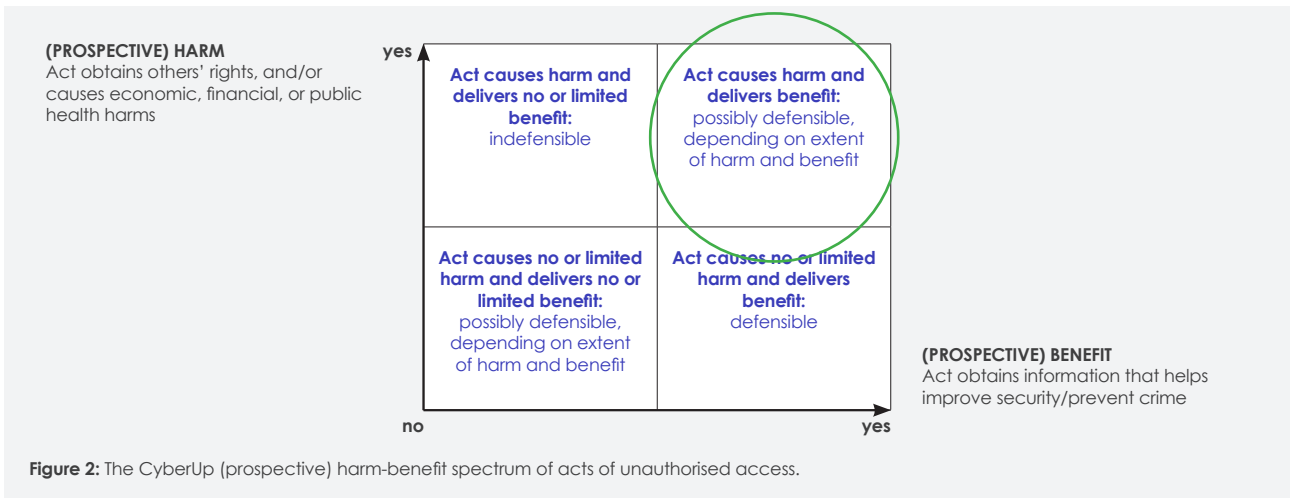 (PROSPECTIVE) HARM
Act obtains others' rights, and/or
causes economic, financial, or public
health harms
yes
Act causes harm and
delivers no or limited
benefit:
indefensible
Act causes harm and
delivers benefit:
possibly defensible,
depending on extent
of harm and benefit
Act causes no or limited
harm and delivers no or
limited benefit:
possibly defensible,
depending on extent
of harm and benefit
Act causes no or limited
harm and delivers
benefit:
defensible
(PROSPECTIVE) BENEFIT
Act obtains information that helps
improve security/prevent crime
no
yes
Figure 2: The CyberUp (prospective) harm-benefit spectrum of acts of unauthorised access.